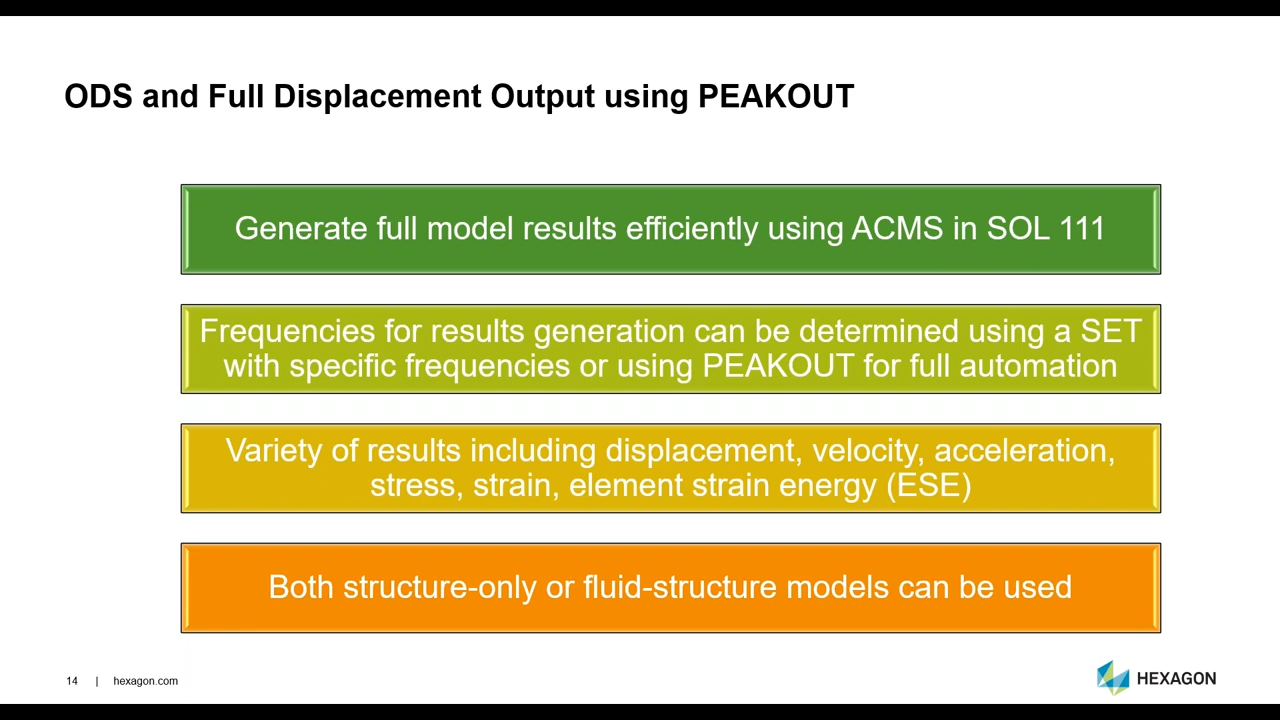 ODS and Full Displacement Output using PEAKOUT
Generate full model results efficiently using ACMS in SOL 111
Frequencies for results generation can be determined using a SET
with specific frequencies or using PEAKOUT for full automation
Variety of results including displacement, velocity, acceleration,
stress, strain, element strain energy (ESE)
Both structure-only or fluid-structure models can be used
14 | hexagon.com
HEXAGON